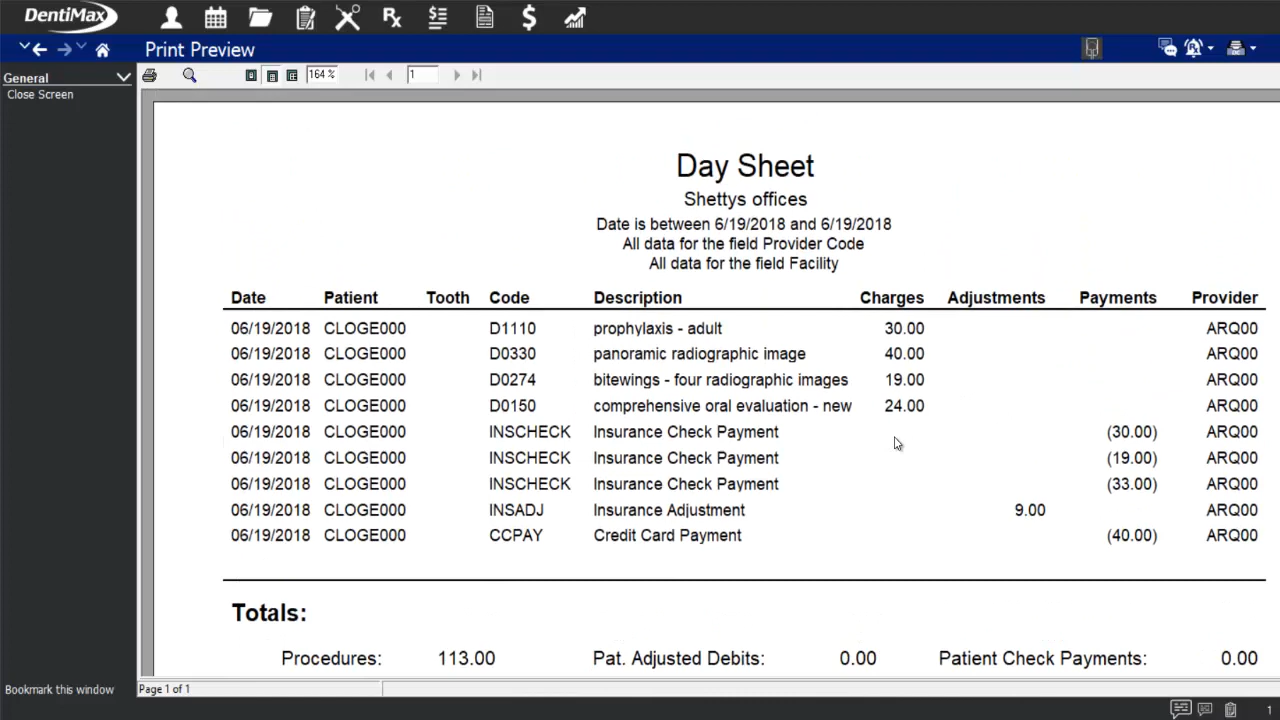 DentiMax
Print Preview
General
Close Screen
164 %
1
Day Sheet
Shettys offices
Date is between 6/19/2018 and 6/19/2018
All data for the field Provider Code
All data for the field Facility
Date Patient Tooth Code Description Charges Adjustments Payments Provider
06/19/2018 CLOGE000 D1110 prophylaxis - adult 30.00 ARQ00
06/19/2018 CLOGE000 D0330 panoramic radiographic image 40.00 ARQ00
06/19/2018 CLOGE000 D0274 bitewings - four radiographic images 19.00 ARQ00
06/19/2018 CLOGE000 D0150 comprehensive oral evaluation - new 24.00 ARQ00
06/19/2018 CLOGE000 INSCHECK Insurance Check Payment (30.00) ARQ00
06/19/2018 CLOGE000 INSCHECK Insurance Check Payment (19.00) ARQ00
06/19/2018 CLOGE000 INSCHECK Insurance Check Payment (33.00) ARQ00
06/19/2018 CLOGE000 INSADJ Insurance Adjustment 9.00 ARQ00
06/19/2018 CLOGE000 CCPAY Credit Card Payment (40.00) ARQ00
Totals:
Procedures: 113.00 Pat. Adjusted Debits: 0.00 Patient Check Payments: 0.00
Bookmark this window
Page 1 of 1
1